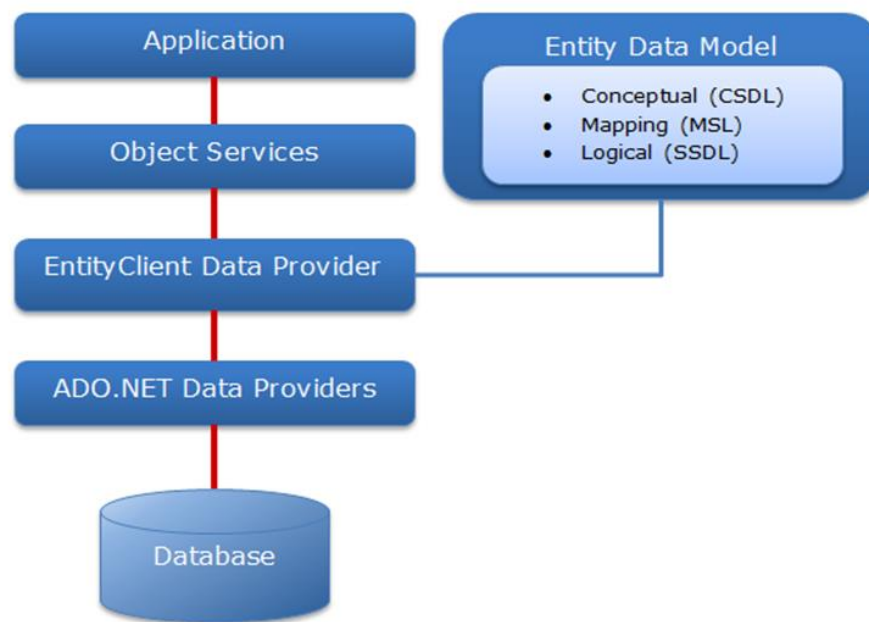 Application
Object Services
EntityClient Data Provider
ADO.NET Data Providers
Database
Entity Data Model
• Conceptual (CSDL)
• Mapping (MSL)
• Logical (SSDL)